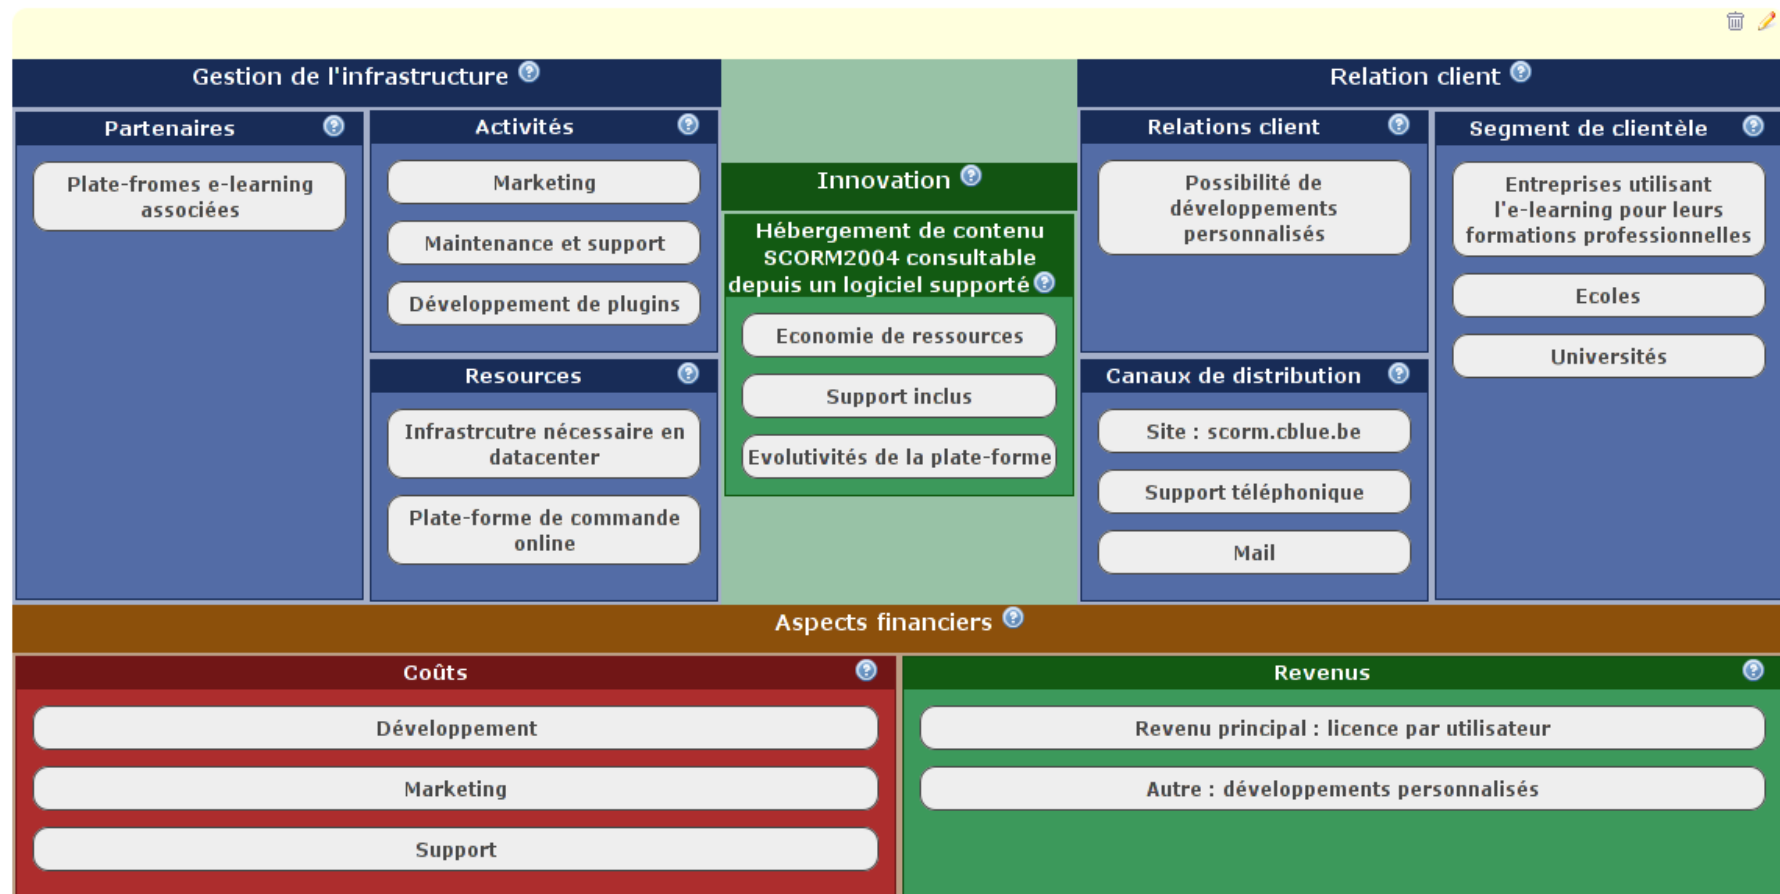 Gestion de l'infrastructure
Relation client
Partenaires
Plate-fromes e-learning
associées
Activités
Marketing
Maintenance et support
Développement de plugins
Resources
Infrastrcutre nécessaire en
datacenter
Plate-forme de commande
online
Innovation
Hébergement de contenu
SCORM2004 consultable
depuis un logiciel supporté
Economie de ressources
Support inclus
Evolutivités de la plate-forme
Relations client
Possibilité de
développements
personnalisés
Canaux de distribution
Site : scorm.cblue.be
Support téléphonique
Mail
Segment de clientèle
Entreprises utilisant
l'e-learning pour leurs
formations professionnelles
Ecoles
Universités
Aspects financiers
Coûts
Développement
Marketing
Support
Revenus
Revenu principal : licence par utilisateur
Autre : développements personnalisés